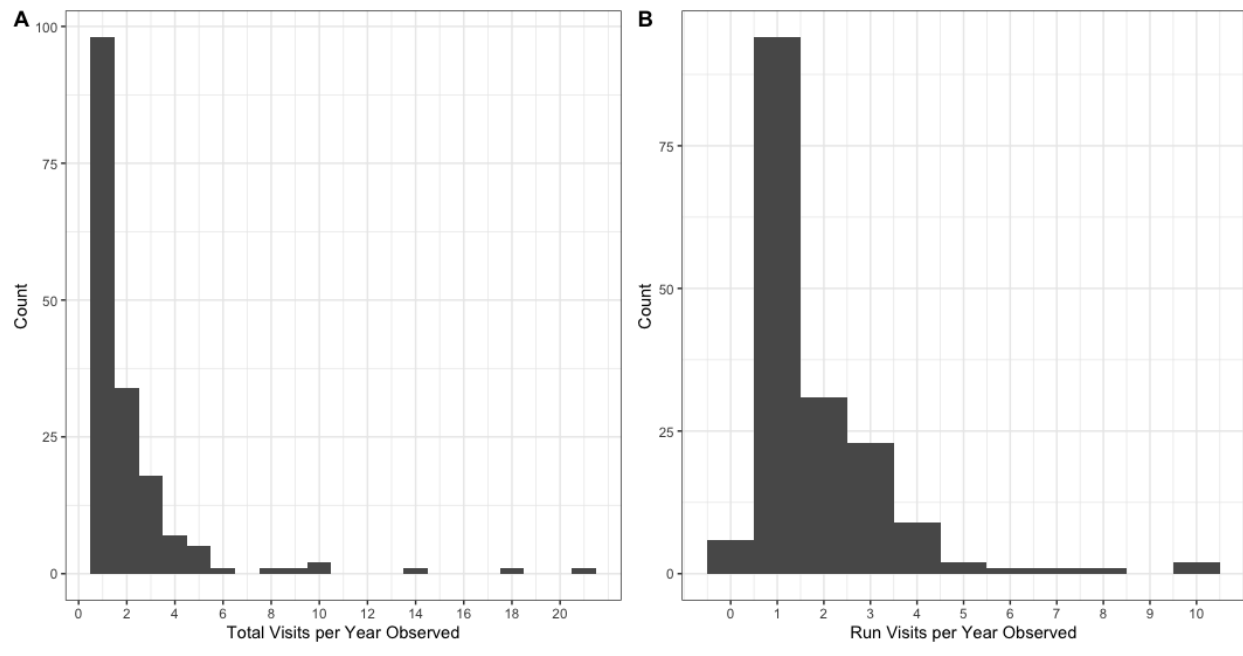 A
100
75
50
25
0
Count
0 2 4 6 8 10 12 14 16 18 20
Total Visits per Year Observed
B
75
50
25
0
Count
0 1 2 3 4 5 6 7 8 9 10
Run Visits per Year Observed